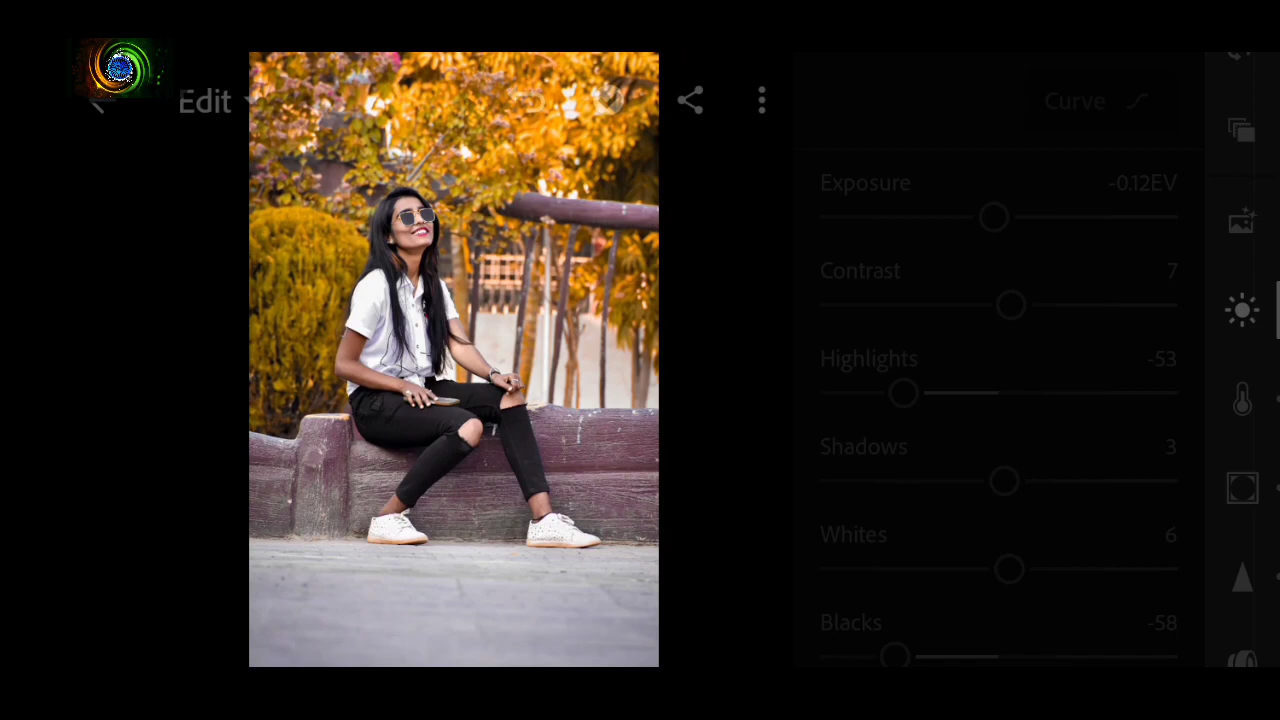 Edit
Curve
Exposure -0.12EV
Contrast 7
Highlights -53
Shadows 3
Whites 6
Blacks -58